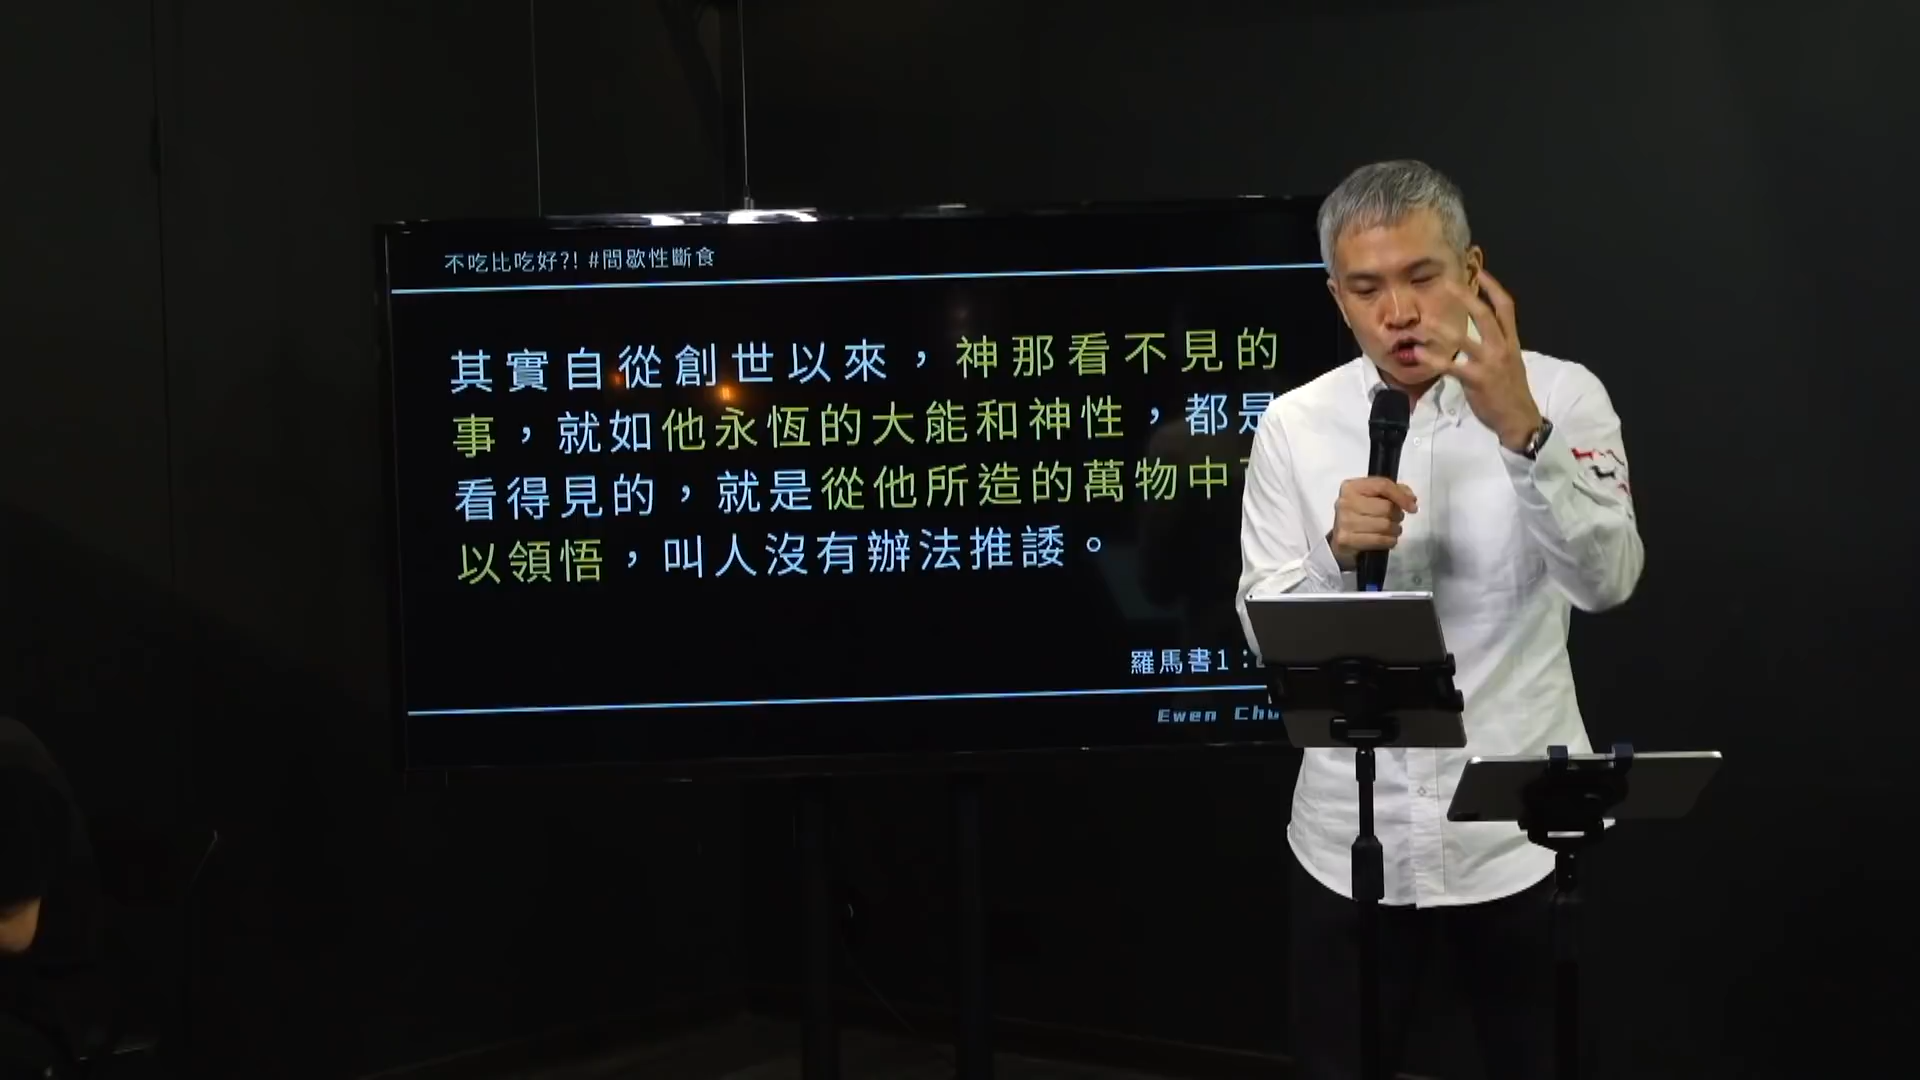 不吃比吃好?! #間歇性斷食
其實自從創世以來，神那看不見的
事，就如他永恆的大能和神性，都是
看得見的，就是從他所造的萬物中
以領悟，叫人沒有辦法推諉。
羅馬書1：
Ewen